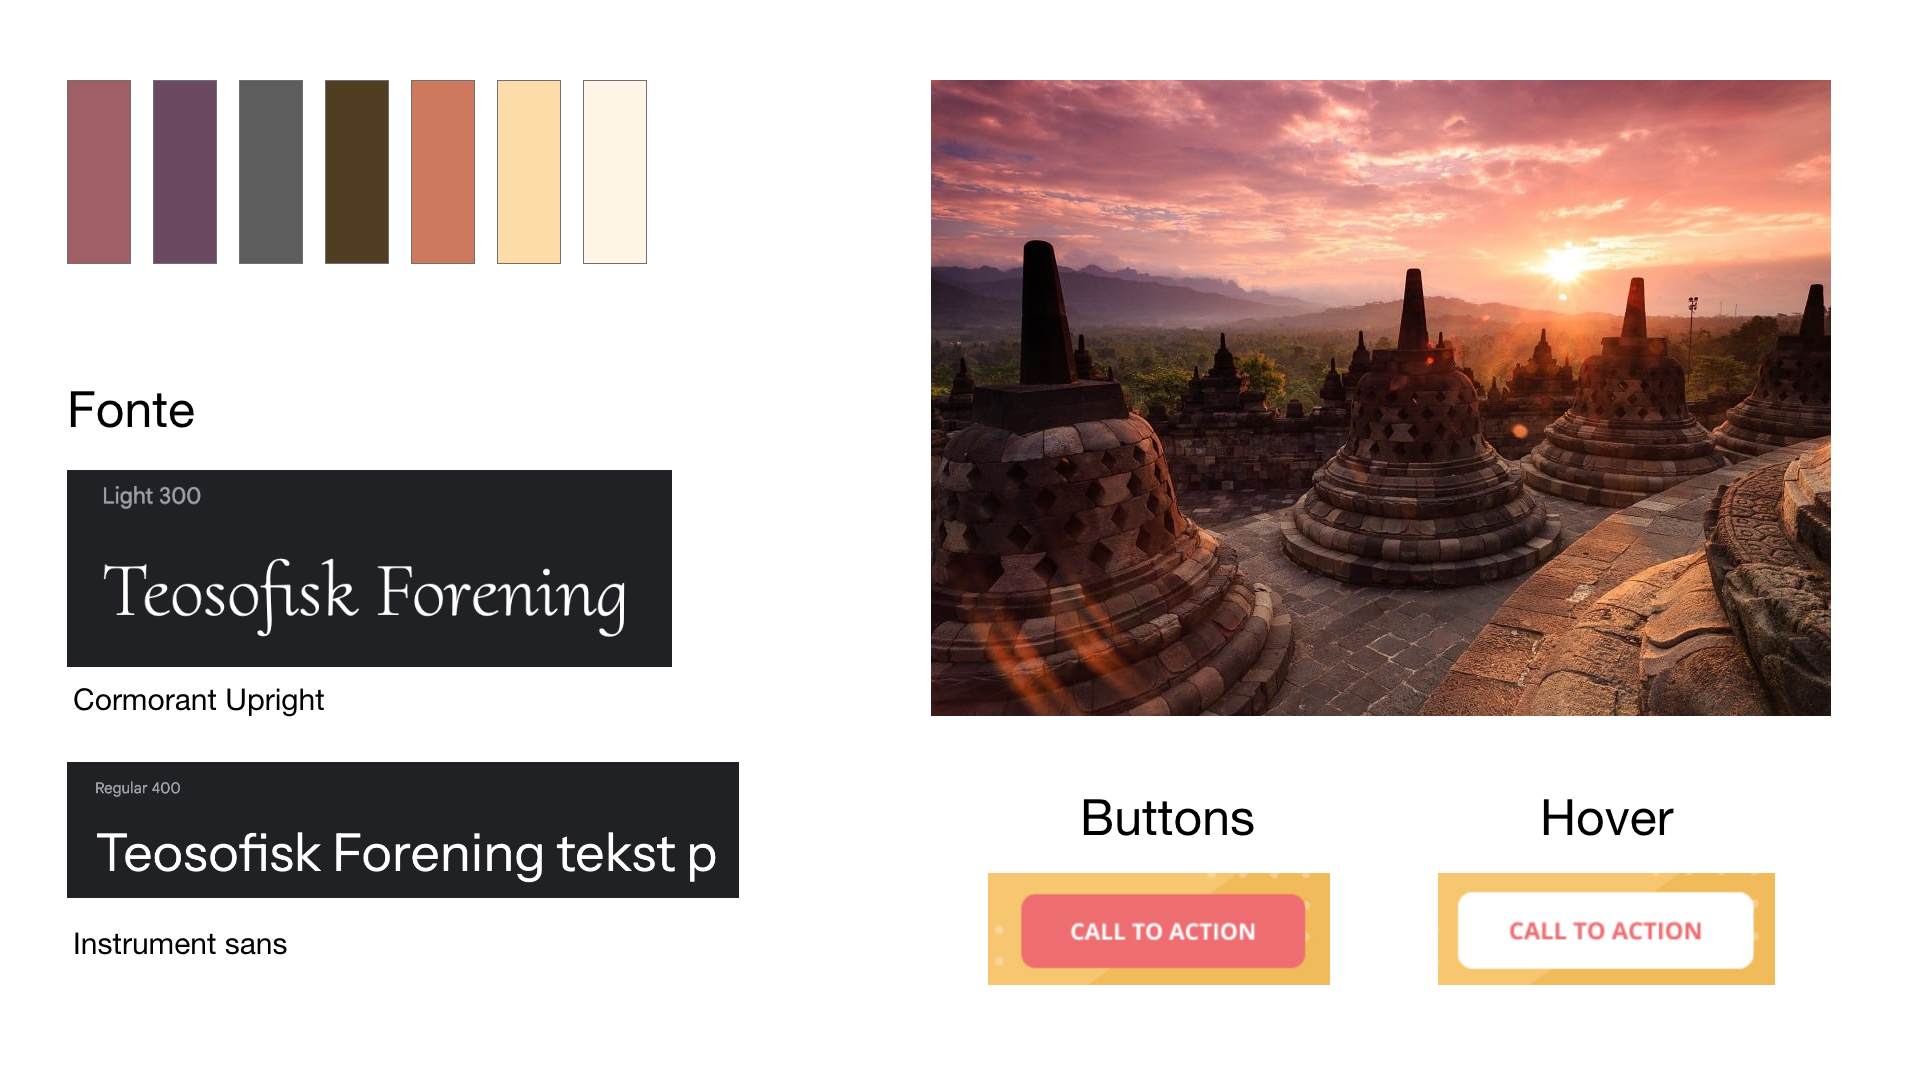 Fonte
Light 300
Teosofisk Forening
Cormorant Upright
Regular 400
Teosofisk Forening tekst p
Instrument sans
Buttons
Hover
CALL TO ACTION
CALL TO ACTION